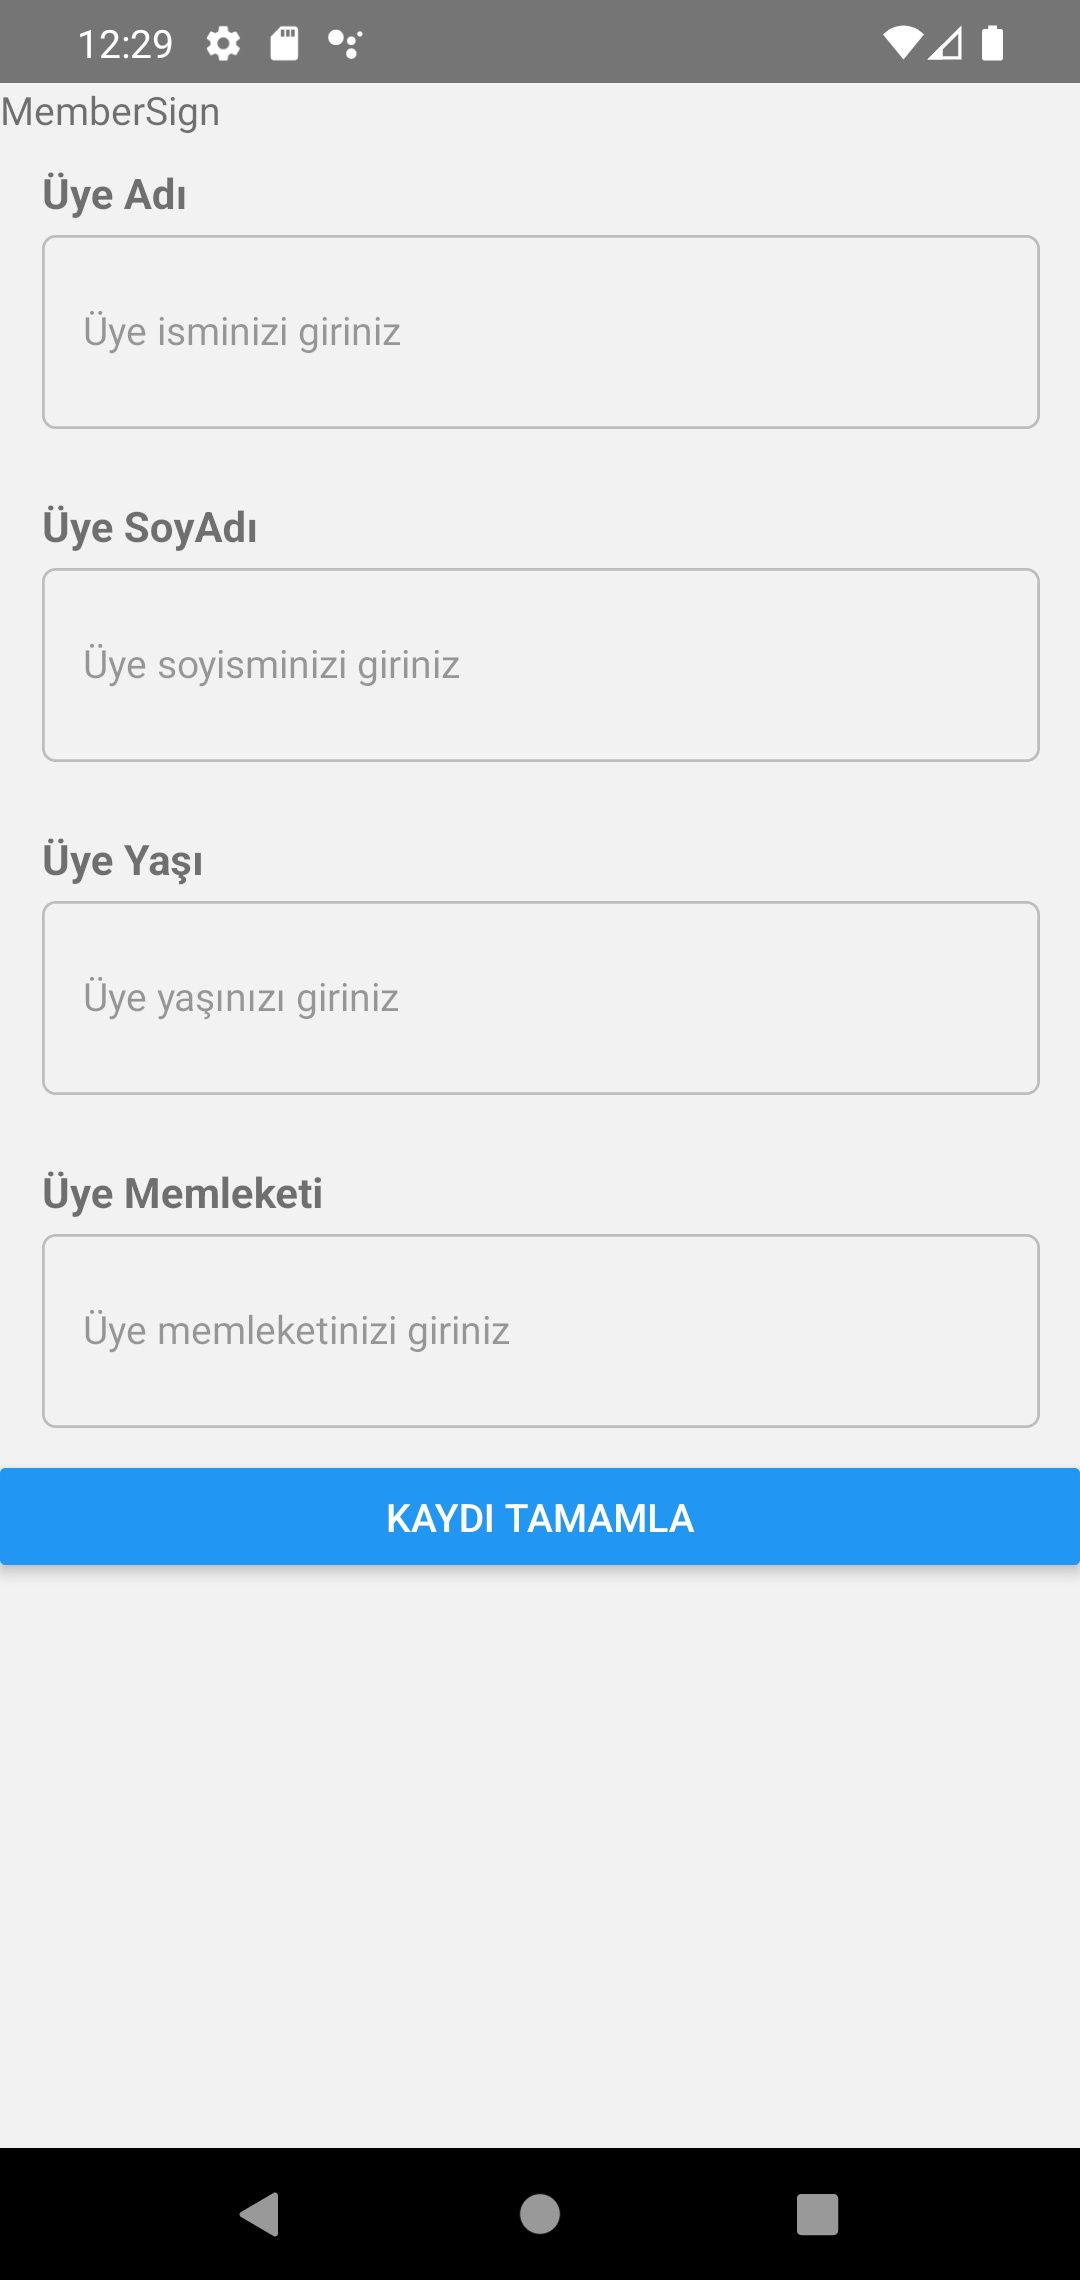 12:29
MemberSign
Üye Adı
Üye isminizi giriniz
Üye SoyAdı
Üye soyisminizi giriniz
Üye Yaşı
Üye yaşınızı giriniz
Üye Memleketi
Üye memleketinizi giriniz
KAYDI TAMAMLA